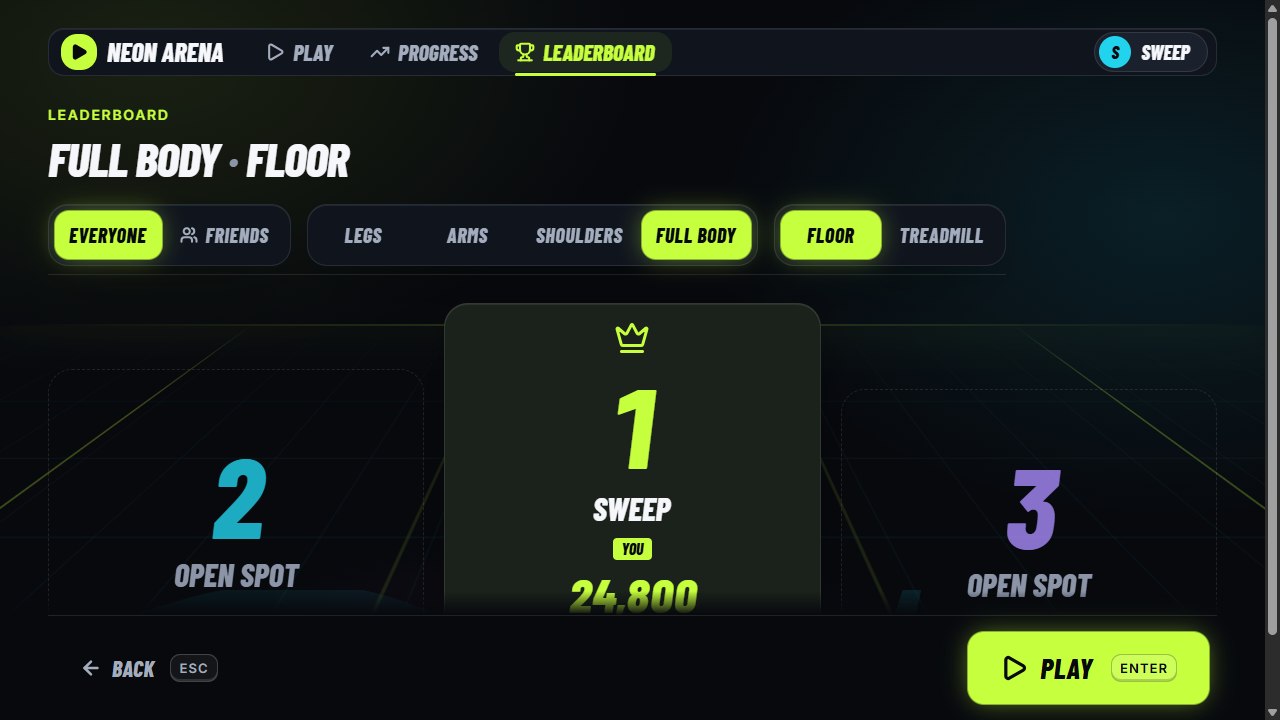 NEON ARENA
PLAY
PROGRESS
LEADERBOARD
S
SWEEP
LEADERBOARD
FULL BODY · FLOOR
EVERYONE
FRIENDS
LEGS
ARMS
SHOULDERS
FULL BODY
FLOOR
TREADMILL
1
SWEEP
YOU
24,800
2
OPEN SPOT
3
OPEN SPOT
BACK
ESC
PLAY
ENTER